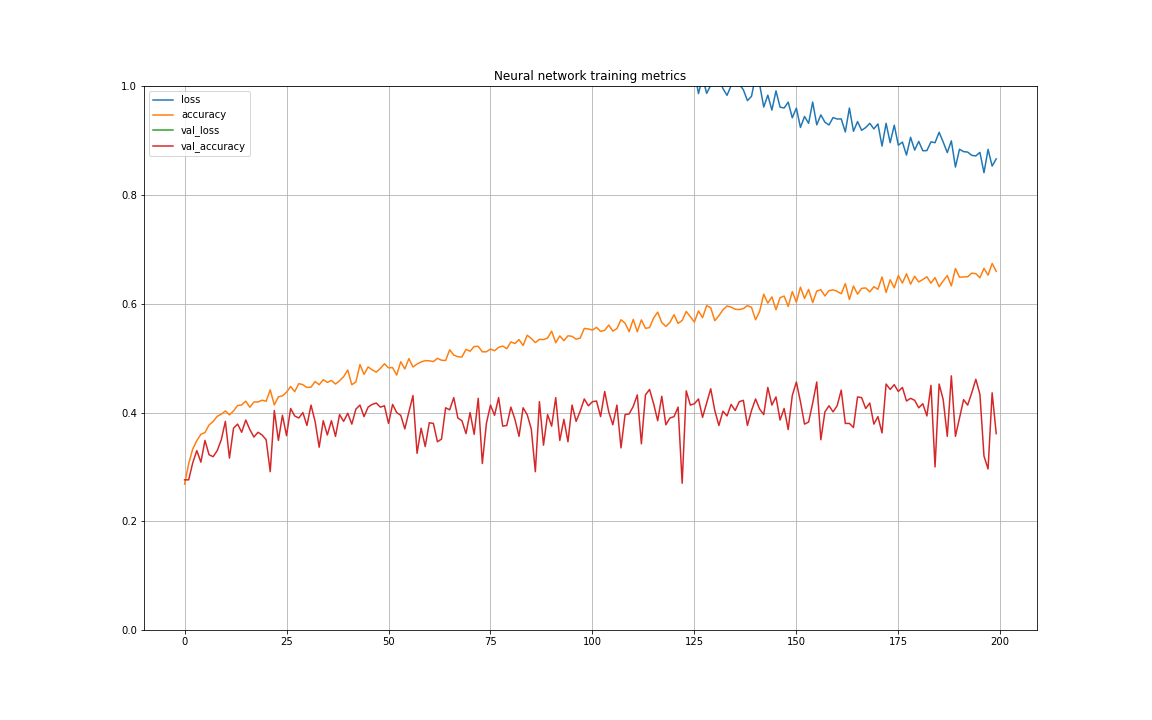 Neural network training metrics
1.0
loss
accuracy
val_loss
val_accuracy
0.8
0.6
0.4
0.2
0.0
0 25 50 75 100 125 150 175 200